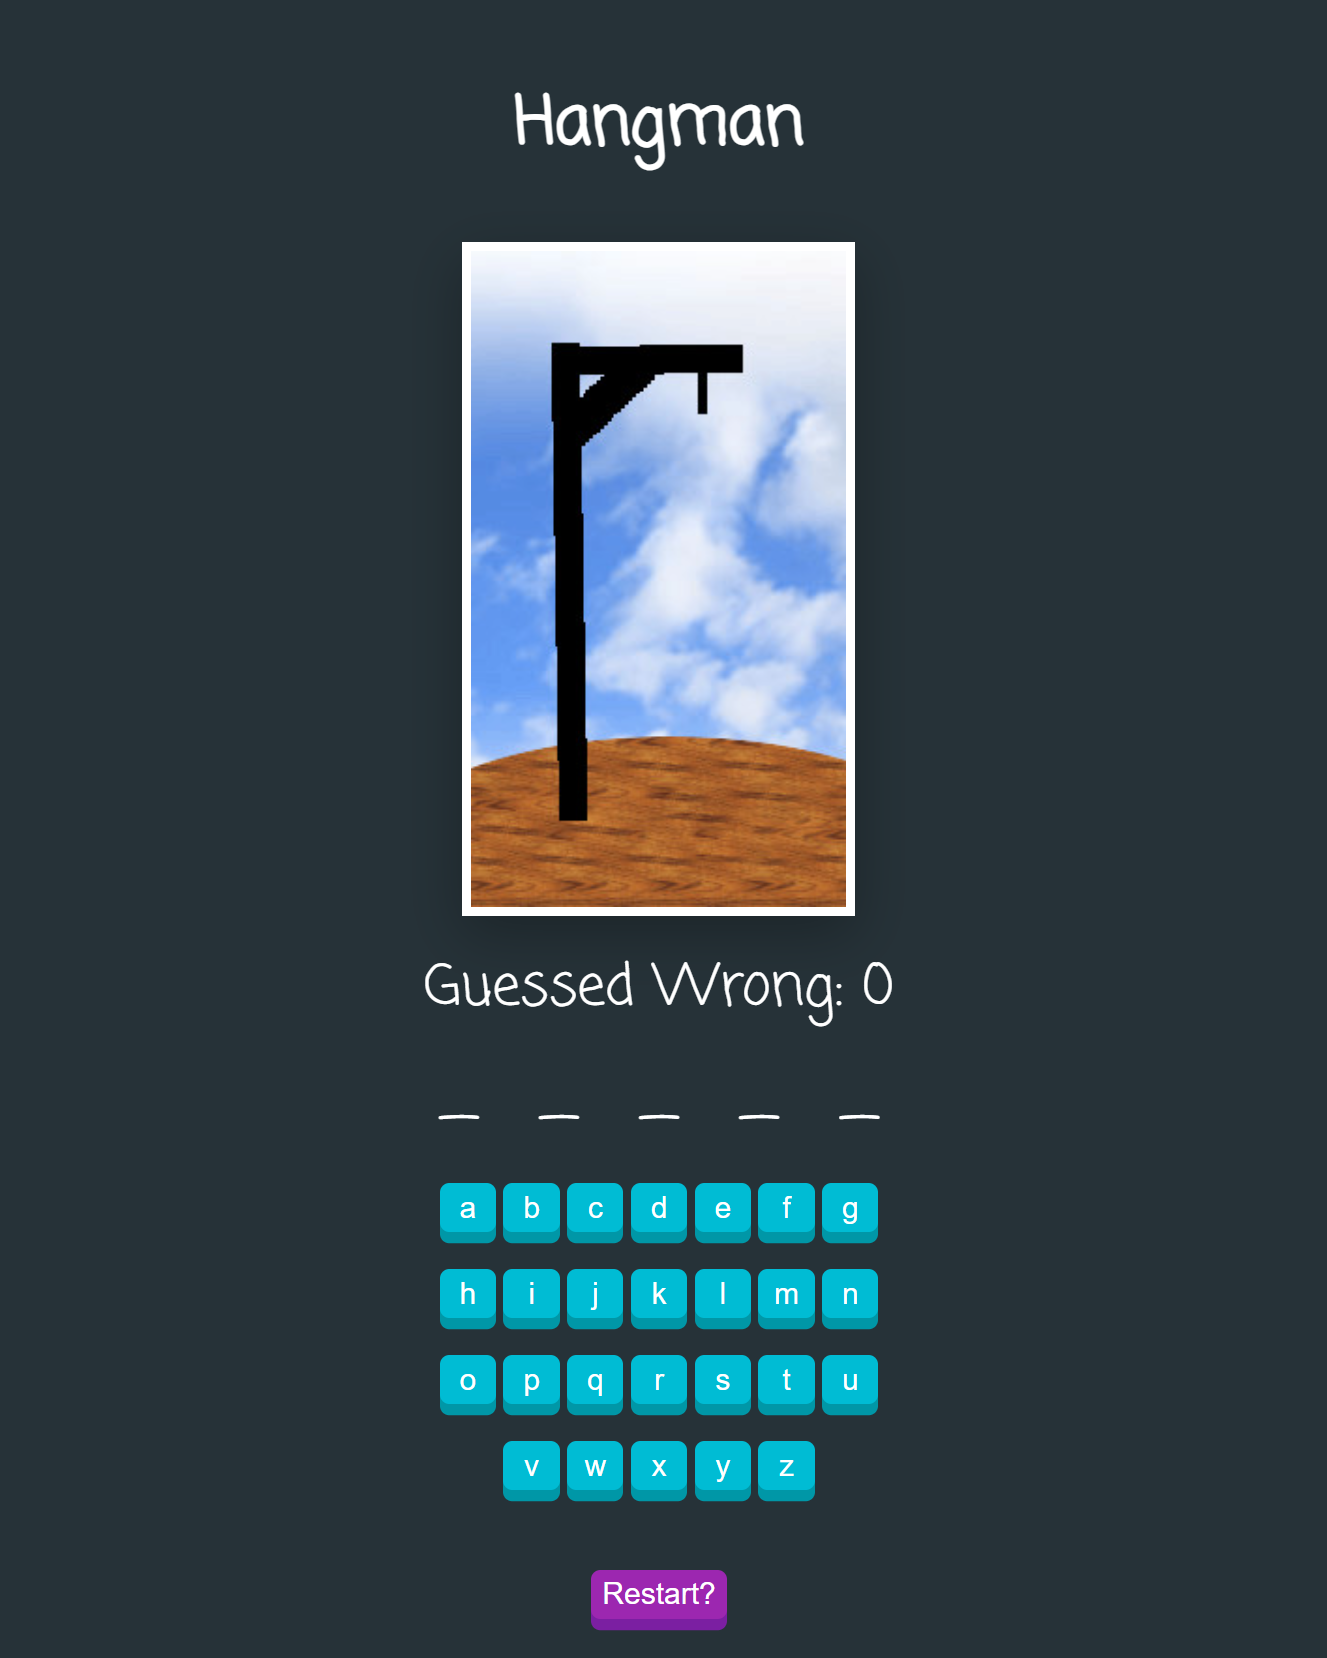 Hangman
Guessed Wrong: 0
_ _ _ _ _
a b c d e f g
h i j k l m n
o p q r s t u
v w x y z
Restart?